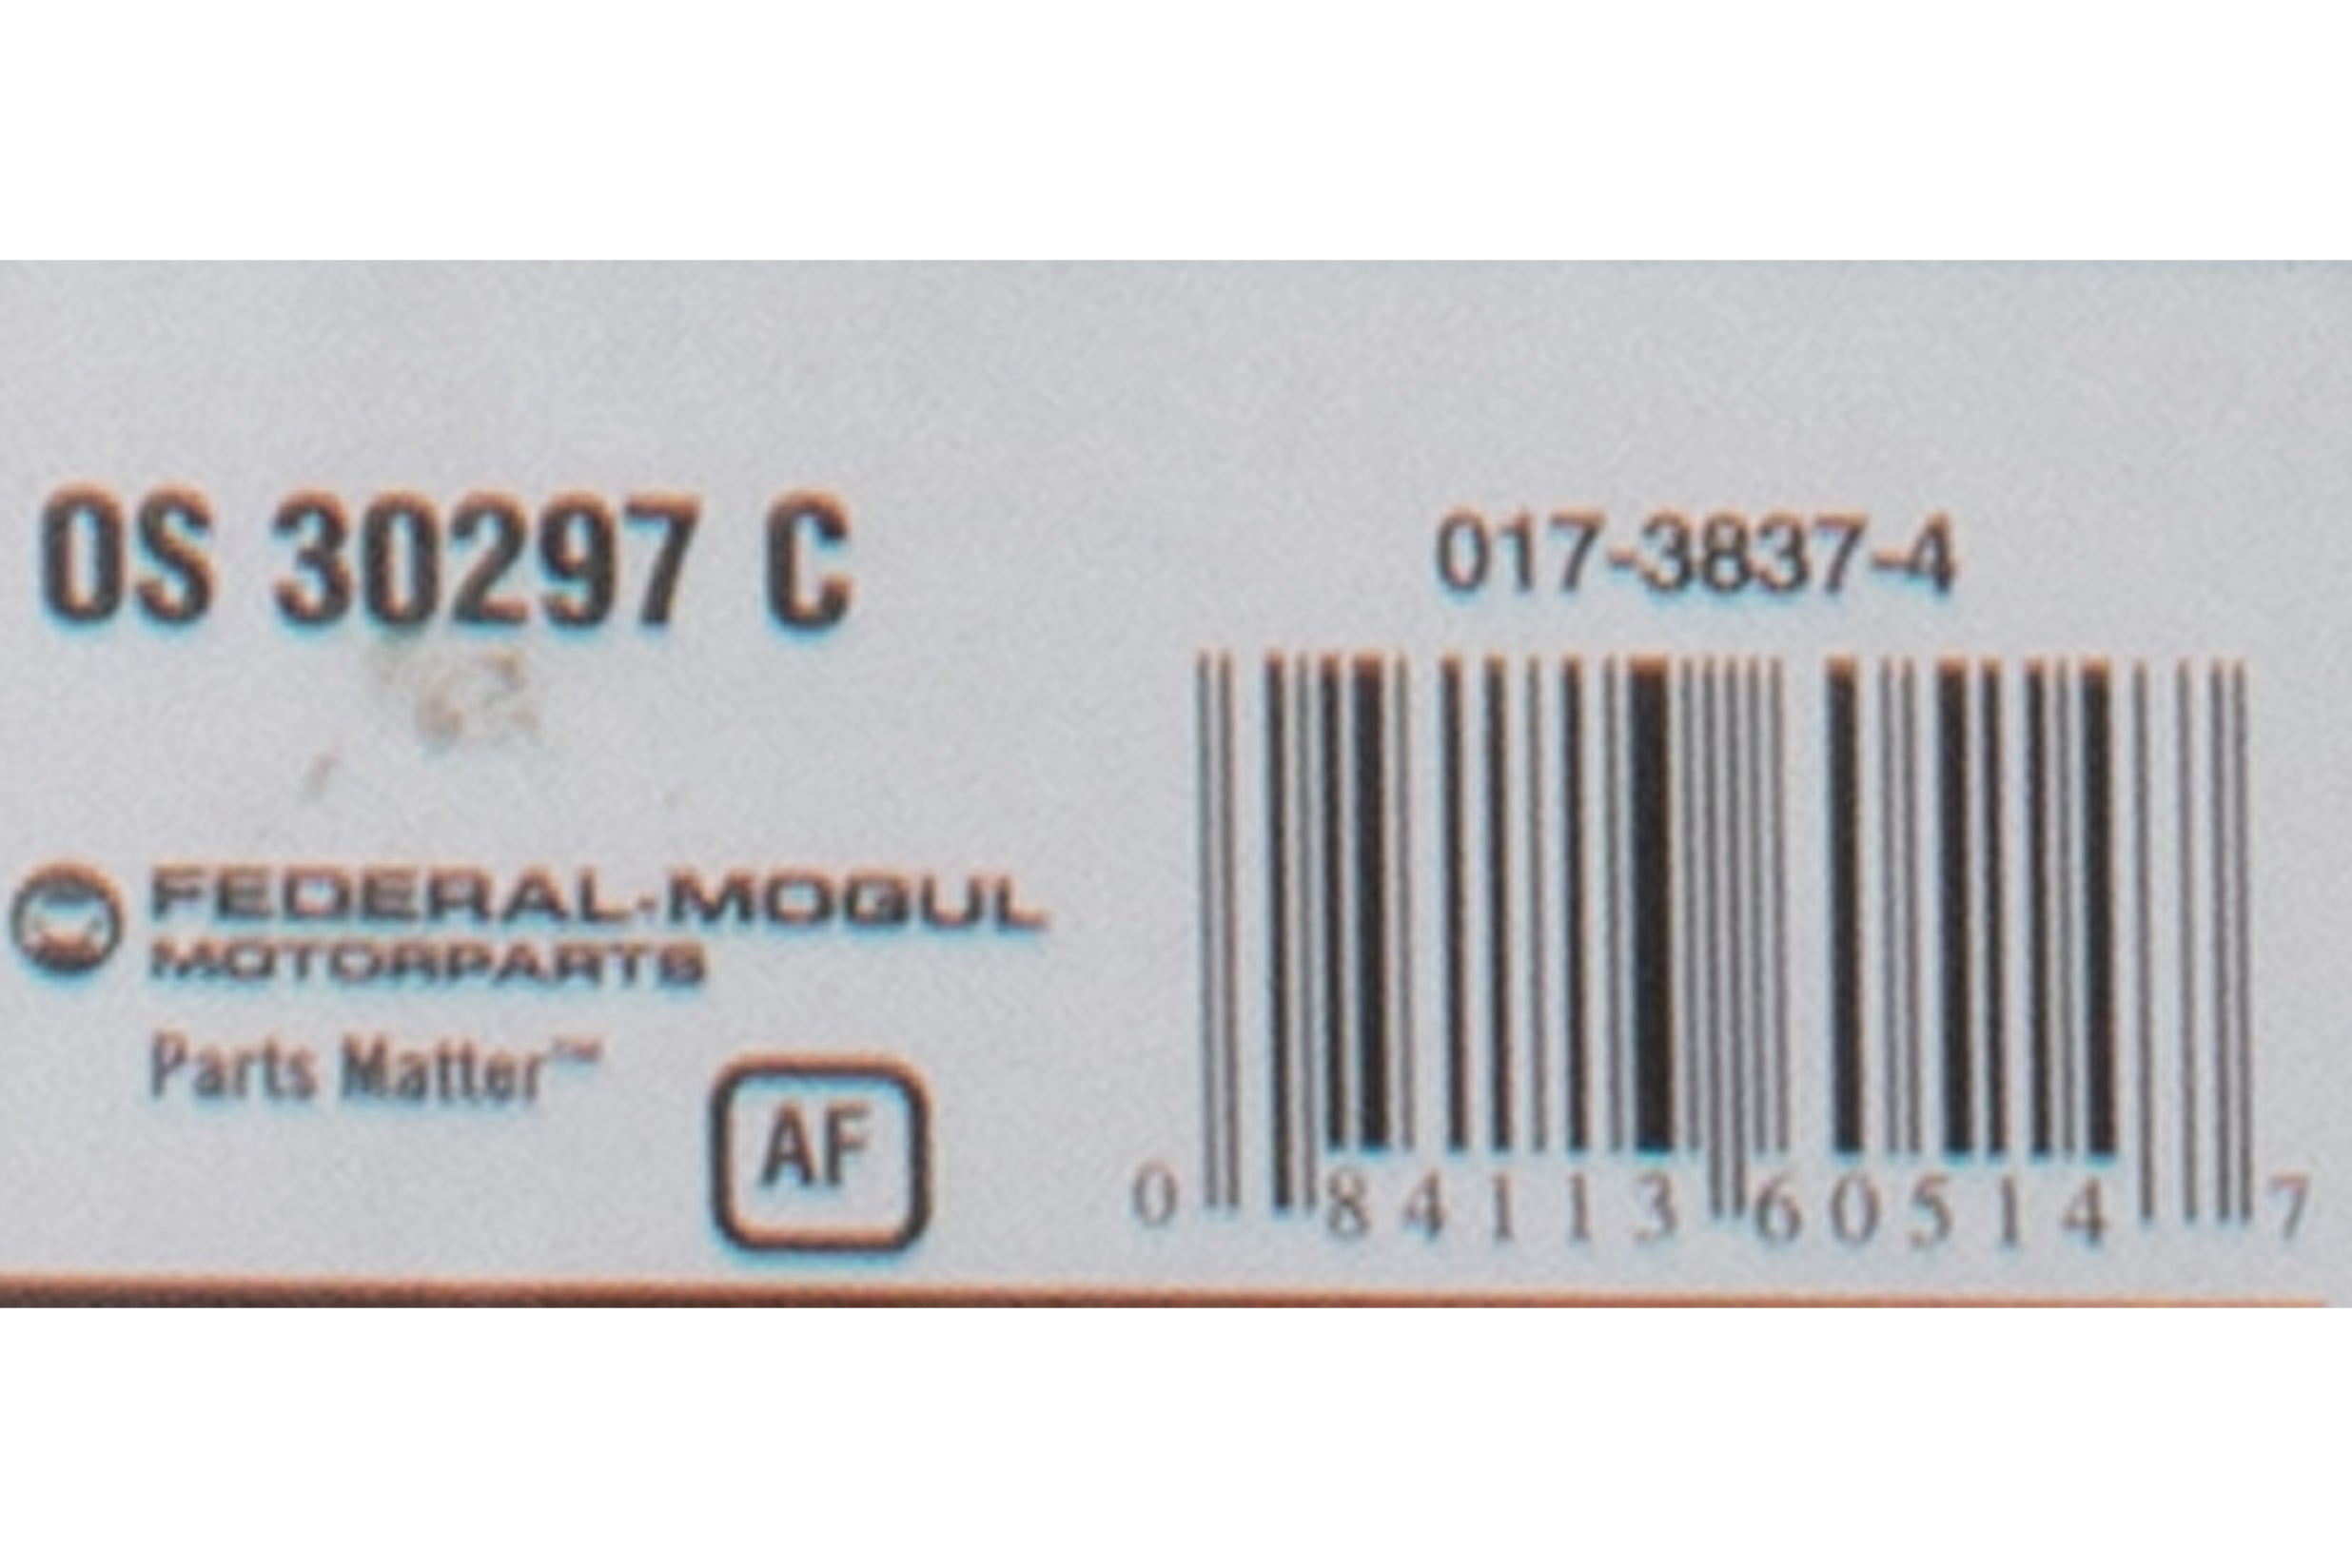 OS 30297 C
017-3837-4
FEDERAL-MOGUL
MOTORPARTS
Parts Matter™
AF
0 84113 60514 7